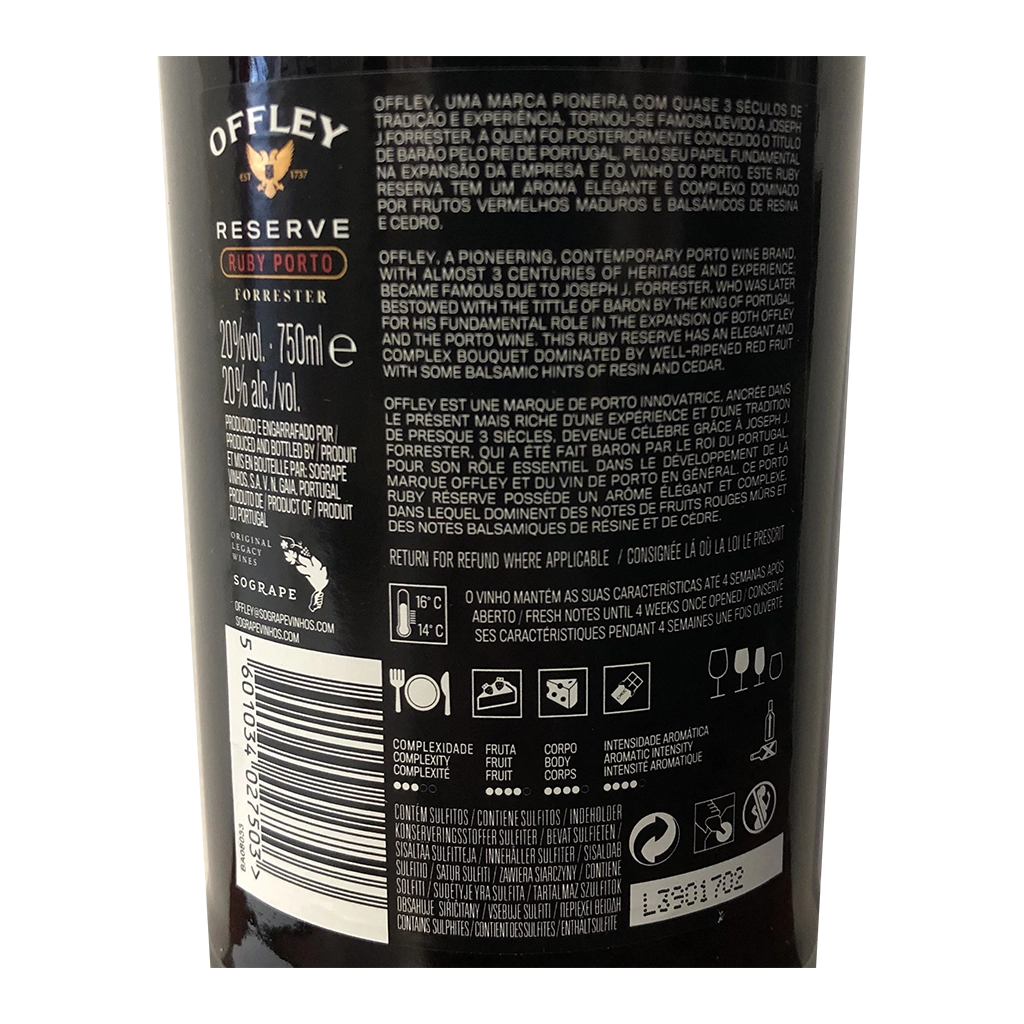 OFFLEY
EST 1737
RESERVE
RUBY PORTO
FORRESTER
20%vol. · 750ml e
20% alc./vol.
PRODUZIDO E ENGARRAFADO POR/
PRODUCED AND BOTTLED BY / PRODUIT
ET MIS EN BOUTEILLE PAR: SOGRAPE
VINHOS, S.A. V. N. GAIA, PORTUGAL
PRODUTO DE / PRODUCT OF / PRODUIT
DU PORTUGAL
ORIGINAL
LEGACY
WINES
SOGRAPE
OFFLEY@SOGRAPEVINHOS.COM
SOGRAPEVINHOS.COM
5 601034 027503>
BA08033
OFFLEY, UMA MARCA PIONEIRA COM QUASE 3 SÉCULOS DE
TRADIÇÃO E EXPERIÊNCIA, TORNOU-SE FAMOSA DEVIDO A JOSEPH
J.FORRESTER, A QUEM FOI POSTERIORMENTE CONCEDIDO O TITULO
DE BARÃO PELO REI DE PORTUGAL, PELO SEU PAPEL FUNDAMENTAL
NA EXPANSÃO DA EMPRESA E DO VINHO DO PORTO. ESTE RUBY
RESERVA TEM UM AROMA ELEGANTE E COMPLEXO DOMINADO
POR FRUTOS VERMELHOS MADUROS E BALSÂMICOS DE RESINA
E CEDRO.
OFFLEY, A PIONEERING, CONTEMPORARY PORTO WINE BRAND,
WITH ALMOST 3 CENTURIES OF HERITAGE AND EXPERIENCE,
BECAME FAMOUS DUE TO JOSEPH J. FORRESTER, WHO WAS LATER
BESTOWED WITH THE TITTLE OF BARON BY THE KING OF PORTUGAL,
FOR HIS FUNDAMENTAL ROLE IN THE EXPANSION OF BOTH OFFLEY
AND THE PORTO WINE. THIS RUBY RESERVE HAS AN ELEGANT AND
COMPLEX BOUQUET DOMINATED BY WELL-RIPENED RED FRUIT
WITH SOME BALSAMIC HINTS OF RESIN AND CEDAR.
OFFLEY EST UNE MARQUE DE PORTO INNOVATRICE, ANCRÉE DANS
LE PRÉSENT MAIS RICHE D'UNE EXPÉRIENCE ET D'UNE TRADITION
DE PRESQUE 3 SIÈCLES, DEVENUE CÉLÈBRE GRÂCE À JOSEPH J.
FORRESTER, QUI A ÉTÉ FAIT BARON PAR LE ROI DU PORTUGAL
POUR SON RÔLE ESSENTIEL DANS LE DÉVELOPPEMENT DE LA
MARQUE OFFLEY ET DU VIN DE PORTO EN GÉNÉRAL. CE PORTO
RUBY RÉSERVE POSSÈDE UN ARÔME ÉLÉGANT ET COMPLEXE,
DANS LEQUEL DOMINENT DES NOTES DE FRUITS ROUGES MÛRS ET
DES NOTES BALSAMIQUES DE RÉSINE ET DE CÈDRE.
RETURN FOR REFUND WHERE APPLICABLE / CONSIGNÉE LÀ OÙ LA LOI LE PRESCRIT
16° C
14° C
O VINHO MANTÉM AS SUAS CARACTERÍSTICAS ATÉ 4 SEMANAS APÓS
ABERTO / FRESH NOTES UNTIL 4 WEEKS ONCE OPENED / CONSERVE
SES CARACTÉRISTIQUES PENDANT 4 SEMAINES UNE FOIS OUVERTE
COMPLEXIDADE
COMPLEXITY
COMPLEXITÉ
FRUTA
FRUIT
FRUIT
CORPO
BODY
CORPS
INTENSIDADE AROMÁTICA
AROMATIC INTENSITY
INTENSITÉ AROMATIQUE
CONTÉM SULFITOS / CONTIENE SULFITOS / INDEHOLDER
KONSERVERINGSSTOFFER SULFITER / BEVAT SULFIETEN /
SISALTAA SULFITTEJA / INNEHÅLLER SULFITER / SISALDAB
SULFITID / SATUR SULFITI / ZAWIERA SIARCZYNY / CONTIENE
SOLFITI / SUDĖTYJE YRA SULFITA / TARTALMAZ SZULFITOK
OBSAHUJE SIŘIČITANY / VSEBUJE SULFITI / ΠΕΡΙΕΧΕΙ ΘΕΙΩΔΗ
CONTAINS SULPHITES / CONTIENT DES SULFITES / ENTHÄLT SULFITE
L3901702